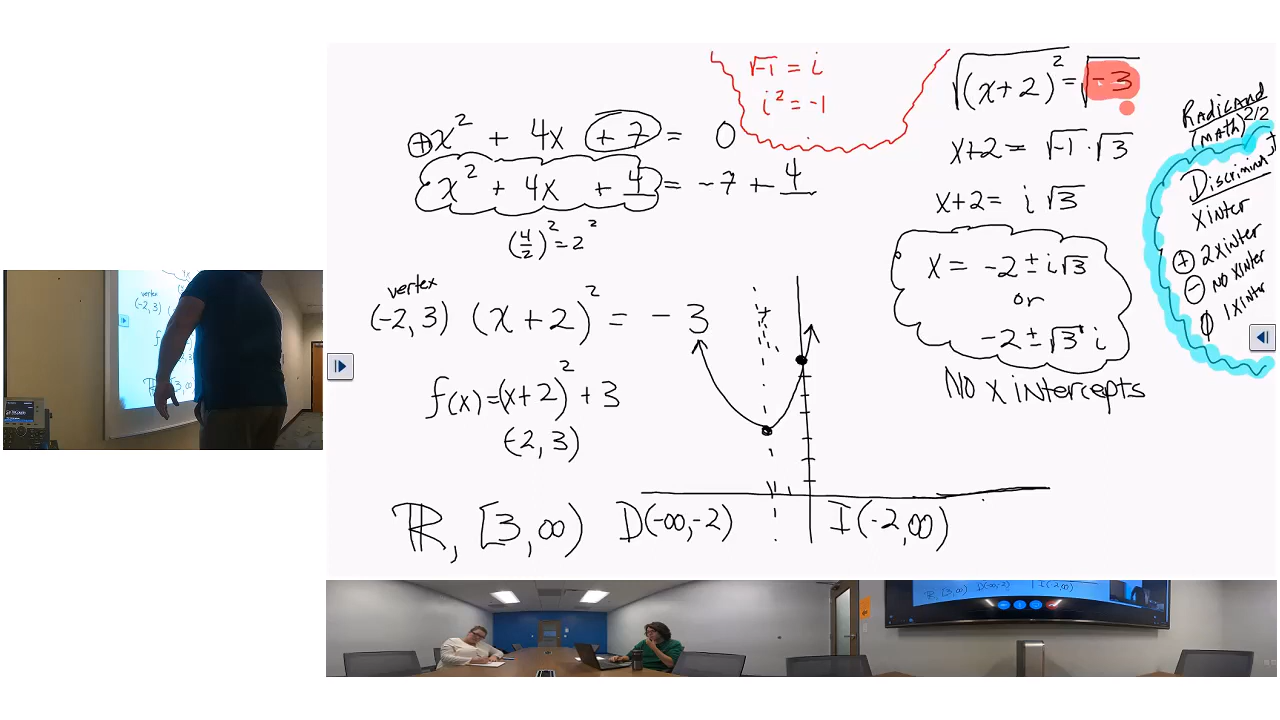 ⊕x² + 4x + 7 = 0
x² + 4x + 4 = -7 + 4
(4/2)² = 2²
vertex
(-2, 3) (x + 2)² = - 3
f(x) = (x + 2)² + 3
(-2, 3)
ℝ, [3, ∞) D(-∞, -2) I(-2, ∞)
√-1 = i
i² = -1
√(x + 2)² = √-3
x + 2 = √-1 · √3
x + 2 = i √3
x = -2 ± i√3
or
-2 ± √3 i
No x intercepts
Radicand
(math)^2/2
Discriminant
x inter
⊕ 2 x inter
⊖ no x inter
∅ 1 x inter